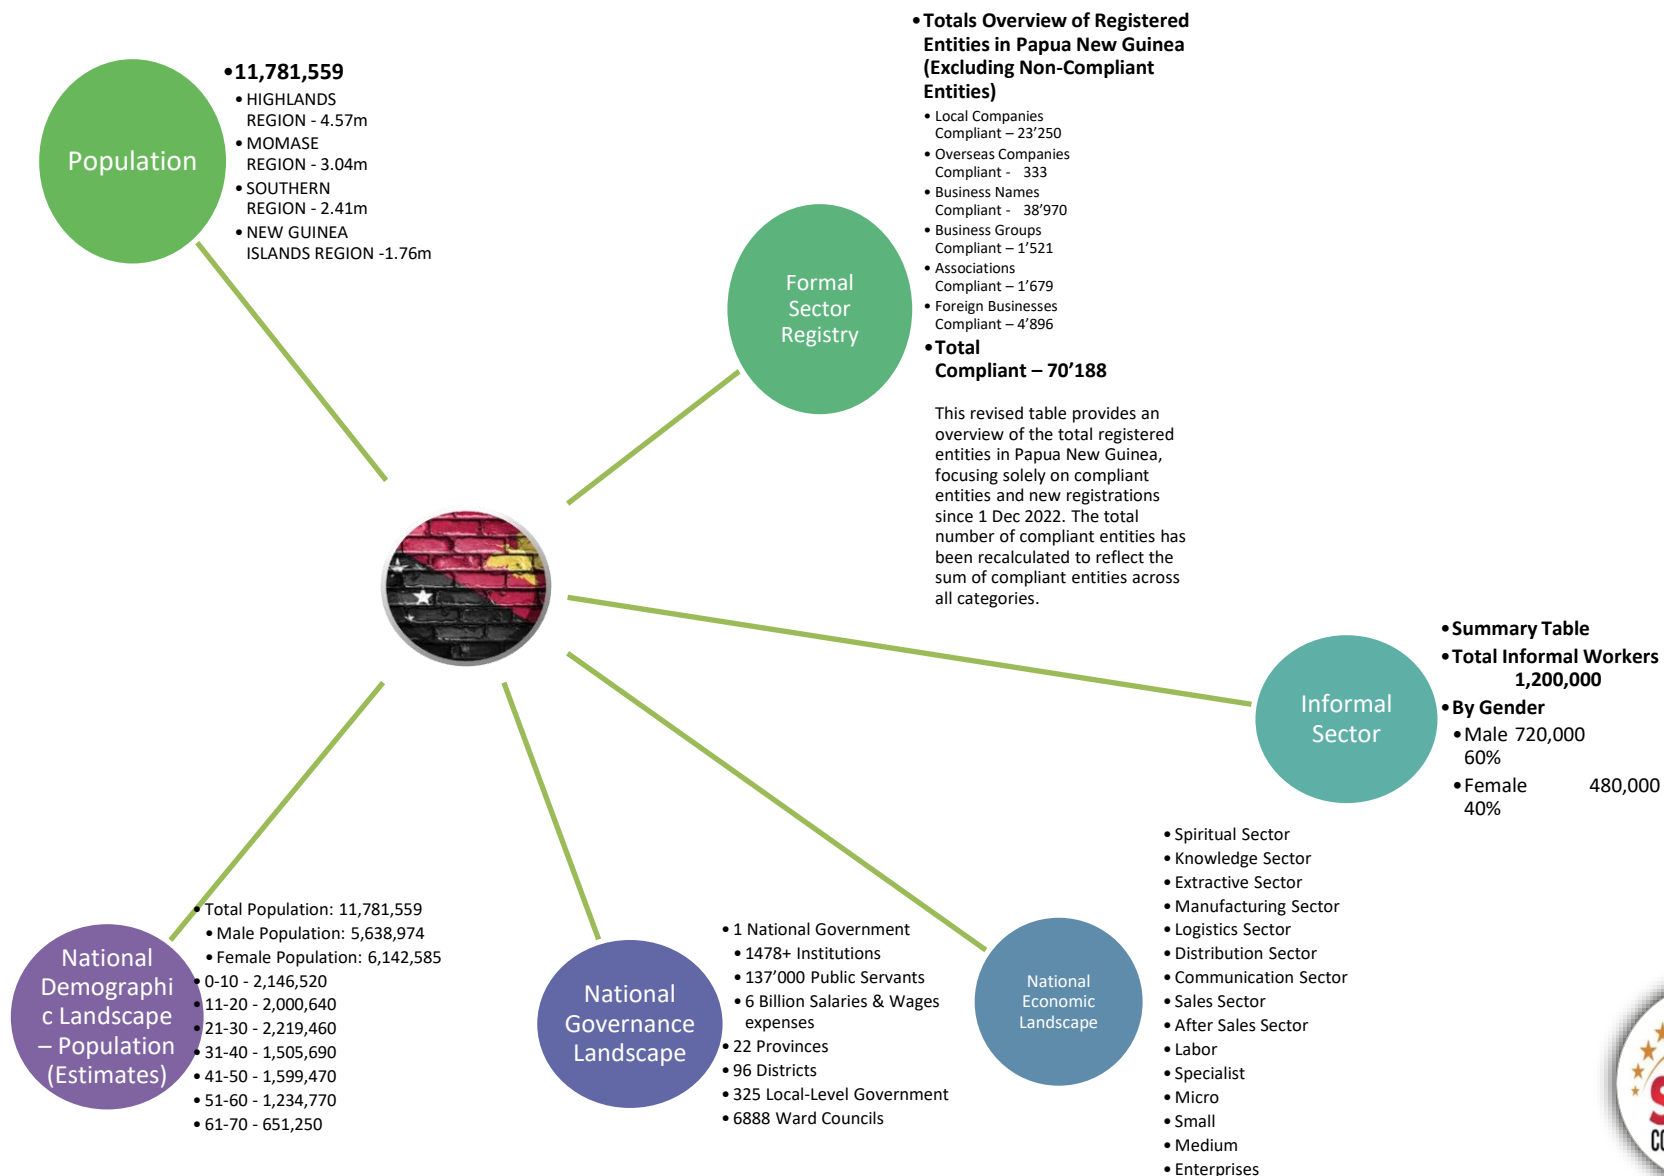 Population
•11,781,559
• HIGHLANDS
REGION - 4.57m
• MOMASE
REGION - 3.04m
• SOUTHERN
REGION - 2.41m
• NEW GUINEA
ISLANDS REGION -1.76m
Formal
Sector
Registry
• Totals Overview of Registered
Entities in Papua New Guinea
(Excluding Non-Compliant
Entities)
• Local Companies
Compliant – 23’250
• Overseas Companies
Compliant - 333
• Business Names
Compliant - 38’970
• Business Groups
Compliant – 1’521
• Associations
Compliant – 1’679
• Foreign Businesses
Compliant – 4’896
• Total
Compliant – 70’188
This revised table provides an
overview of the total registered
entities in Papua New Guinea,
focusing solely on compliant
entities and new registrations
since 1 Dec 2022. The total
number of compliant entities has
been recalculated to reflect the
sum of compliant entities across
all categories.
Informal
Sector
• Summary Table
• Total Informal Workers
1,200,000
• By Gender
• Male 720,000
60%
• Female 480,000
40%
National
Demographi
c Landscape
– Population
(Estimates)
• Total Population: 11,781,559
• Male Population: 5,638,974
• Female Population: 6,142,585
• 0-10 - 2,146,520
• 11-20 - 2,000,640
• 21-30 - 2,219,460
• 31-40 - 1,505,690
• 41-50 - 1,599,470
• 51-60 - 1,234,770
• 61-70 - 651,250
National
Governance
Landscape
• 1 National Government
• 1478+ Institutions
• 137’000 Public Servants
• 6 Billion Salaries & Wages
expenses
• 22 Provinces
• 96 Districts
• 325 Local-Level Government
• 6888 Ward Councils
National
Economic
Landscape
• Spiritual Sector
• Knowledge Sector
• Extractive Sector
• Manufacturing Sector
• Logistics Sector
• Distribution Sector
• Communication Sector
• Sales Sector
• After Sales Sector
• Labor
• Specialist
• Micro
• Small
• Medium
• Enterprises